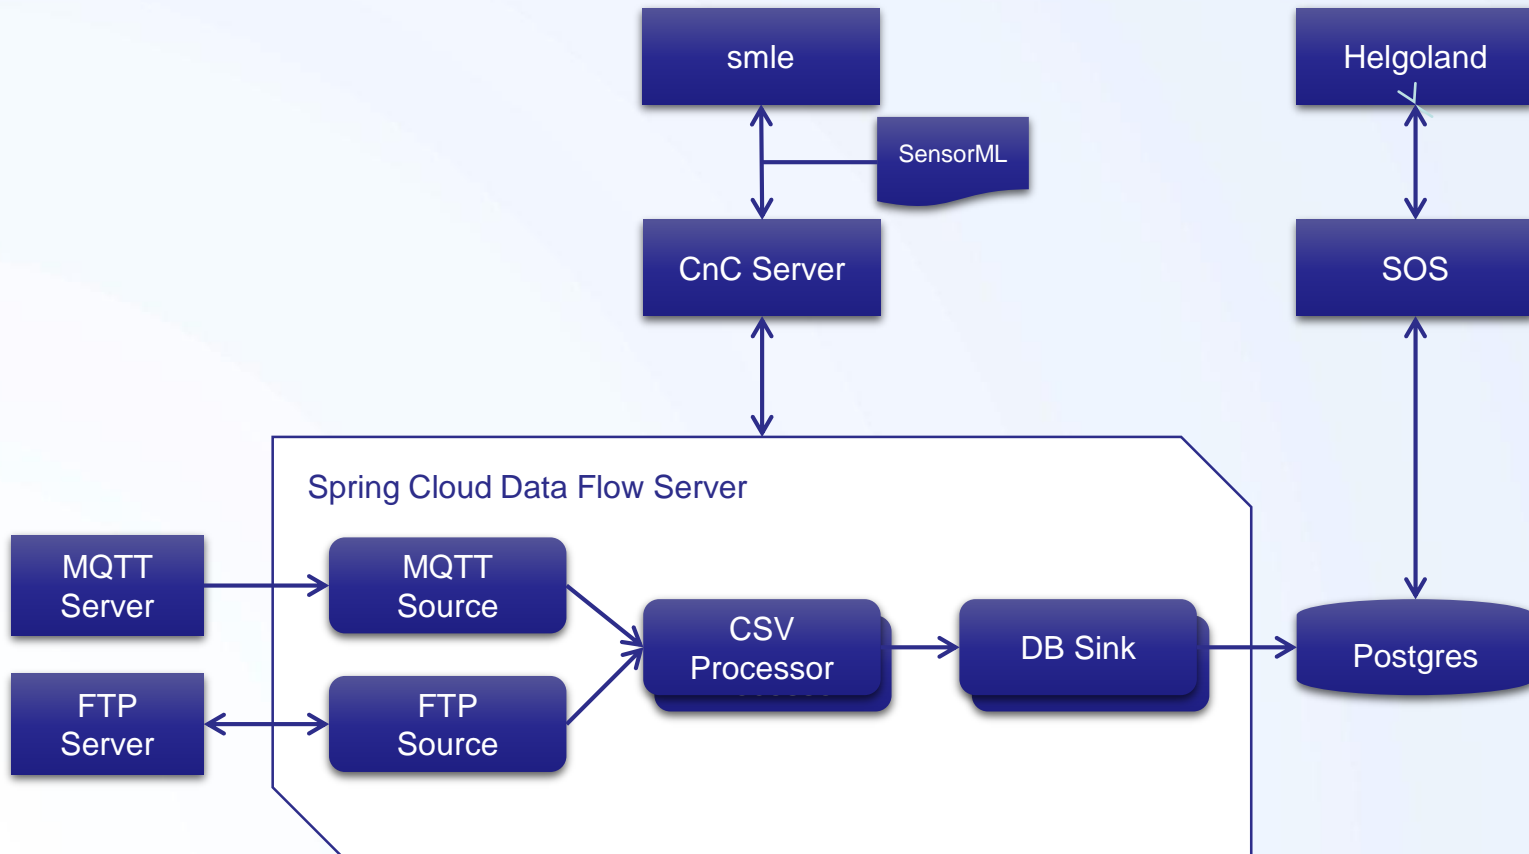 smle
Helgoland
SensorML
CnC Server
SOS
Spring Cloud Data Flow Server
MQTT
Server
MQTT
Source
CSV
Processor
DB Sink
Postgres
FTP
Server
FTP
Source